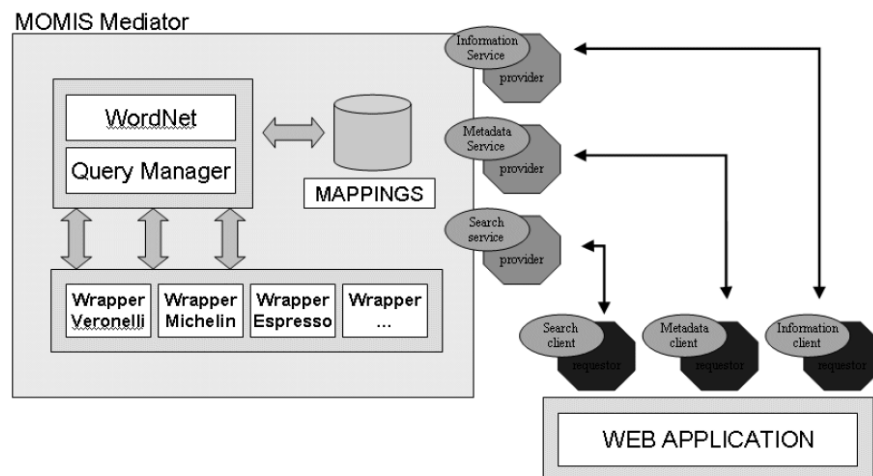 MOMIS Mediator
Information
Service
provider
WordNet
Query Manager
MAPPINGS
Metadata
Service
provider
Search
service
provider
Wrapper
Veronelli
Wrapper
Michelin
Wrapper
Espresso
Wrapper
...
Search
client
requestor
Metadata
client
requestor
Information
client
requestor
WEB APPLICATION